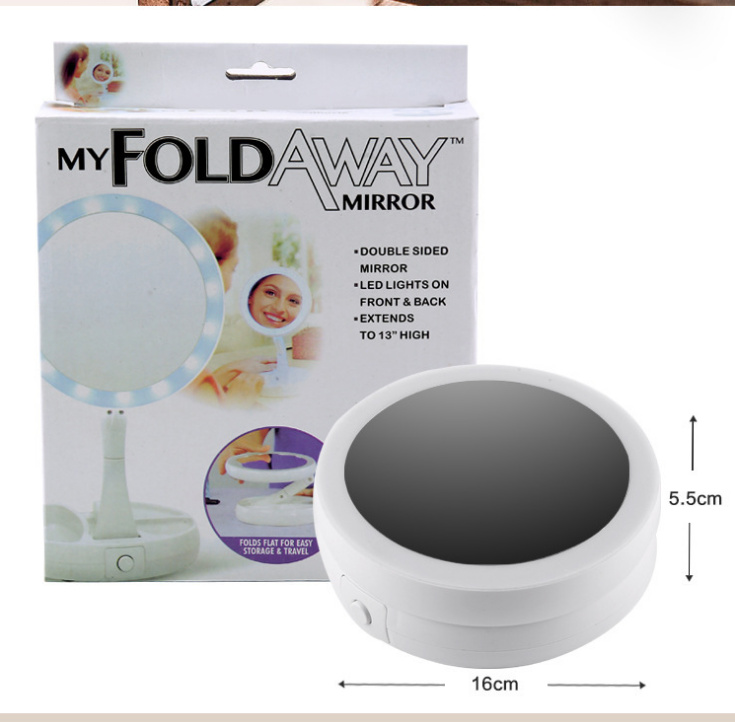 MY FOLDAWAY™
MIRROR
▪DOUBLE SIDED
MIRROR
▪LED LIGHTS ON
FRONT & BACK
▪EXTENDS
TO 13" HIGH
FOLDS FLAT FOR EASY
STORAGE & TRAVEL
5.5cm
16cm